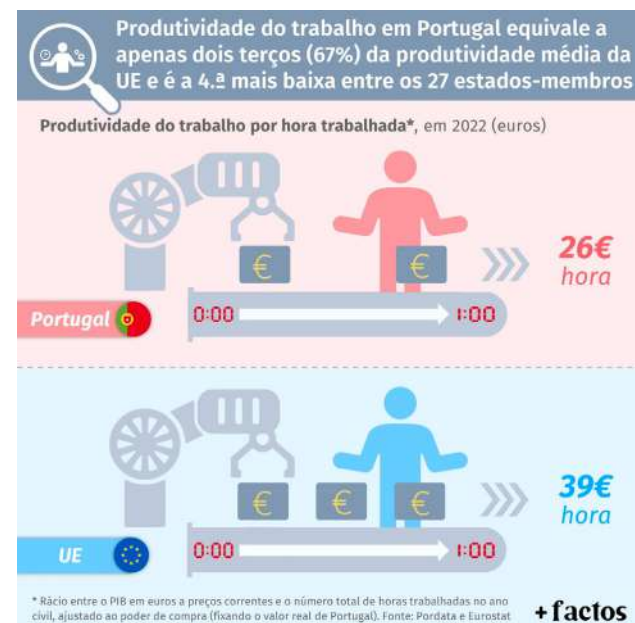 Produtividade do trabalho em Portugal equivale a
apenas dois terços (67%) da produtividade média da
UE e é a 4.ª mais baixa entre os 27 estados-membros
Produtividade do trabalho por hora trabalhada*, em 2022 (euros)
€ €
26€
hora
Portugal
0:00 1:00
€ € €
39€
hora
UE
0:00 1:00
* Rácio entre o PIB em euros a preços correntes e o número total de horas trabalhadas no ano
civil, ajustado ao poder de compra (fixando o valor real de Portugal). Fonte: Pordata e Eurostat
+factos